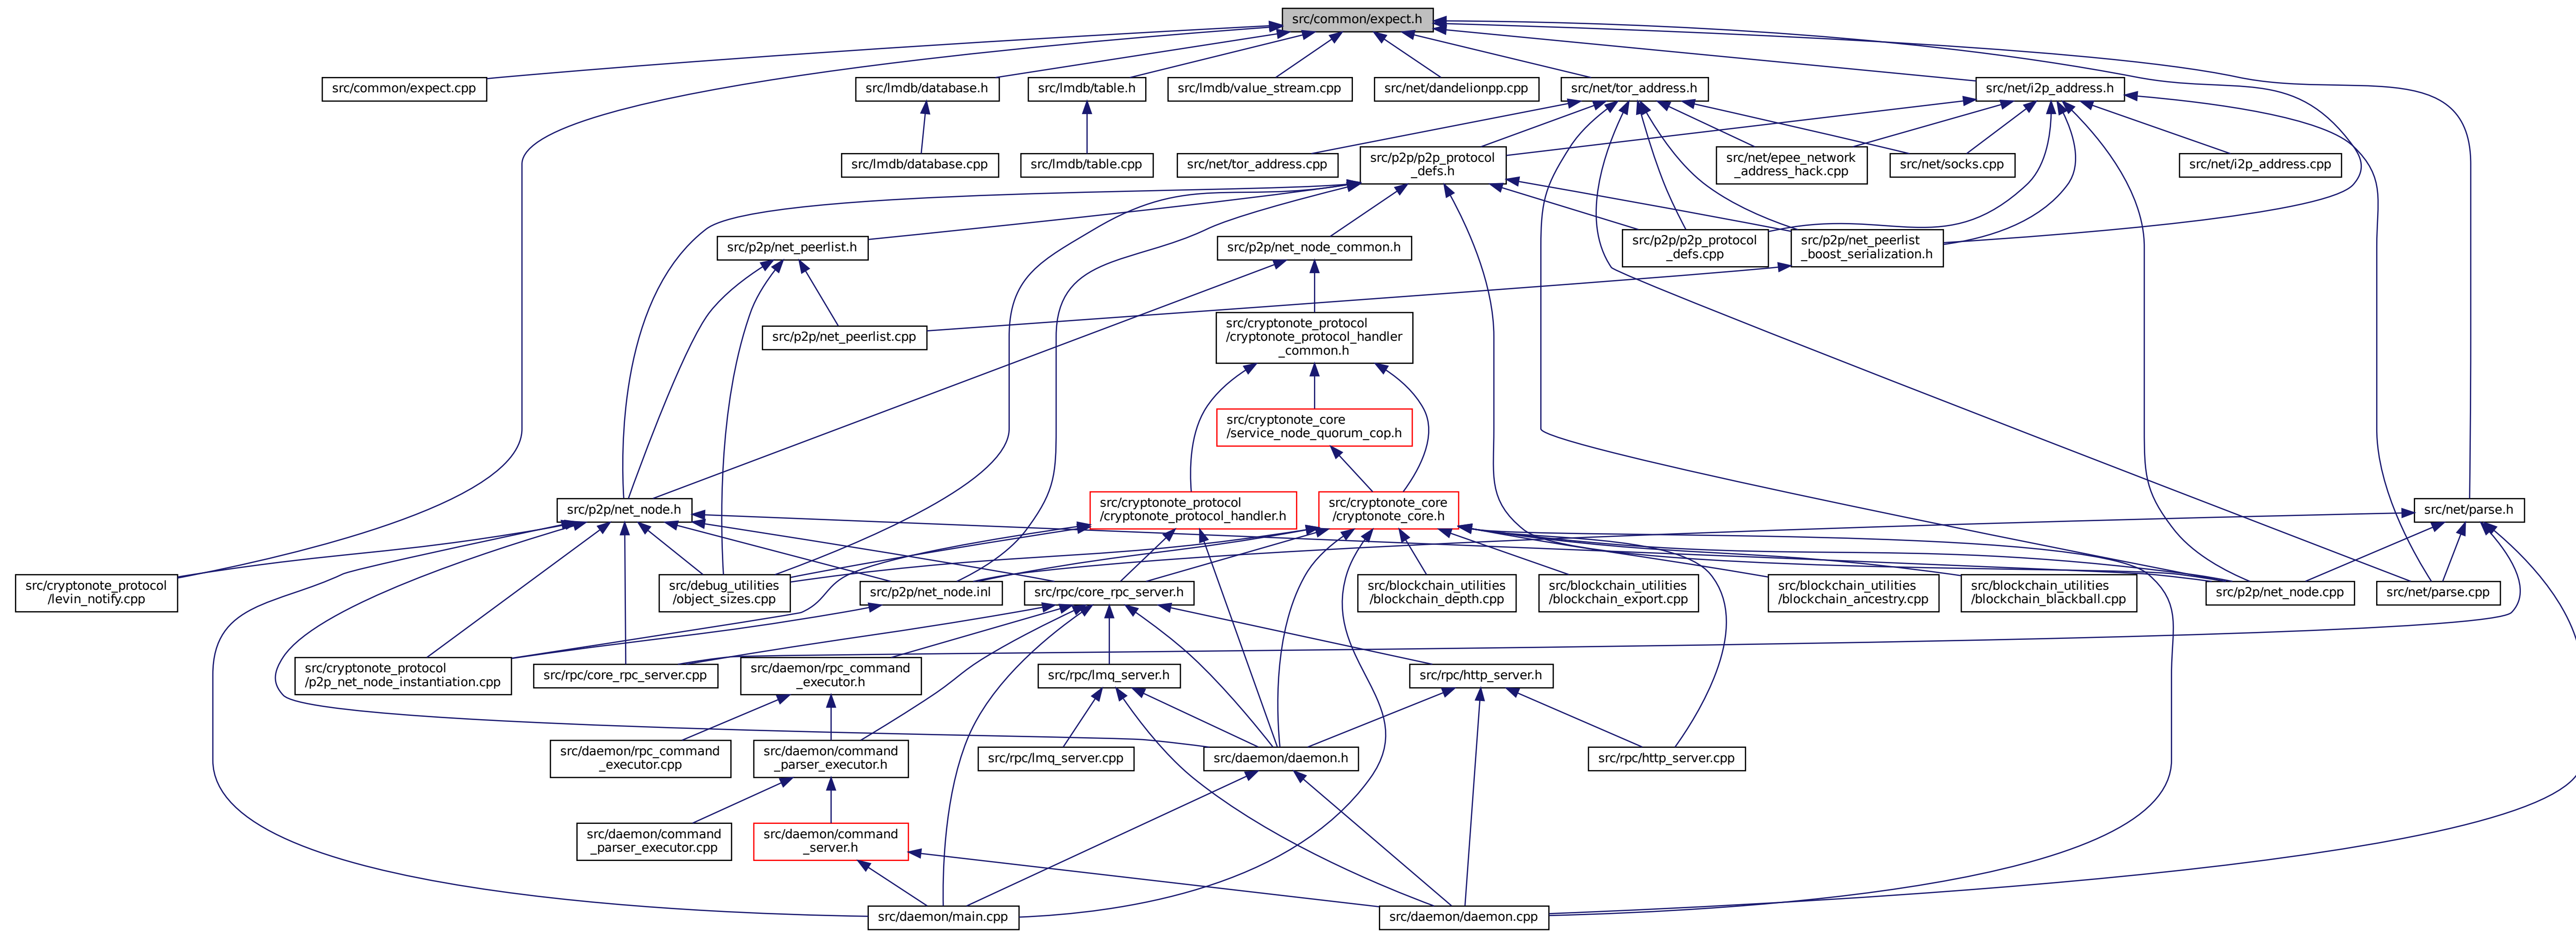 src/common/expect.h
src/common/expect.cpp
src/lmdb/database.h
src/lmdb/table.h
src/lmdb/value_stream.cpp
src/net/dandelionpp.cpp
src/net/tor_address.h
src/net/i2p_address.h
src/lmdb/database.cpp
src/lmdb/table.cpp
src/net/tor_address.cpp
src/p2p/p2p_protocol
_defs.h
src/net/epee_network
_address_hack.cpp
src/net/socks.cpp
src/net/i2p_address.cpp
src/p2p/net_peerlist.h
src/p2p/net_node_common.h
src/p2p/p2p_protocol
_defs.cpp
src/p2p/net_peerlist
_boost_serialization.h
src/p2p/net_peerlist.cpp
src/cryptonote_protocol
/cryptonote_protocol_handler
_common.h
src/cryptonote_core
/service_node_quorum_cop.h
src/p2p/net_node.h
src/cryptonote_protocol
/cryptonote_protocol_handler.h
src/cryptonote_core
/cryptonote_core.h
src/net/parse.h
src/cryptonote_protocol
/levin_notify.cpp
src/debug_utilities
/object_sizes.cpp
src/p2p/net_node.inl
src/rpc/core_rpc_server.h
src/blockchain_utilities
/blockchain_depth.cpp
src/blockchain_utilities
/blockchain_export.cpp
src/blockchain_utilities
/blockchain_ancestry.cpp
src/blockchain_utilities
/blockchain_blackball.cpp
src/p2p/net_node.cpp
src/net/parse.cpp
src/cryptonote_protocol
/p2p_net_node_instantiation.cpp
src/rpc/core_rpc_server.cpp
src/daemon/rpc_command
_executor.h
src/rpc/lmq_server.h
src/rpc/http_server.h
src/daemon/rpc_command
_executor.cpp
src/daemon/command
_parser_executor.h
src/rpc/lmq_server.cpp
src/daemon/daemon.h
src/rpc/http_server.cpp
src/daemon/command
_parser_executor.cpp
src/daemon/command
_server.h
src/daemon/main.cpp
src/daemon/daemon.cpp